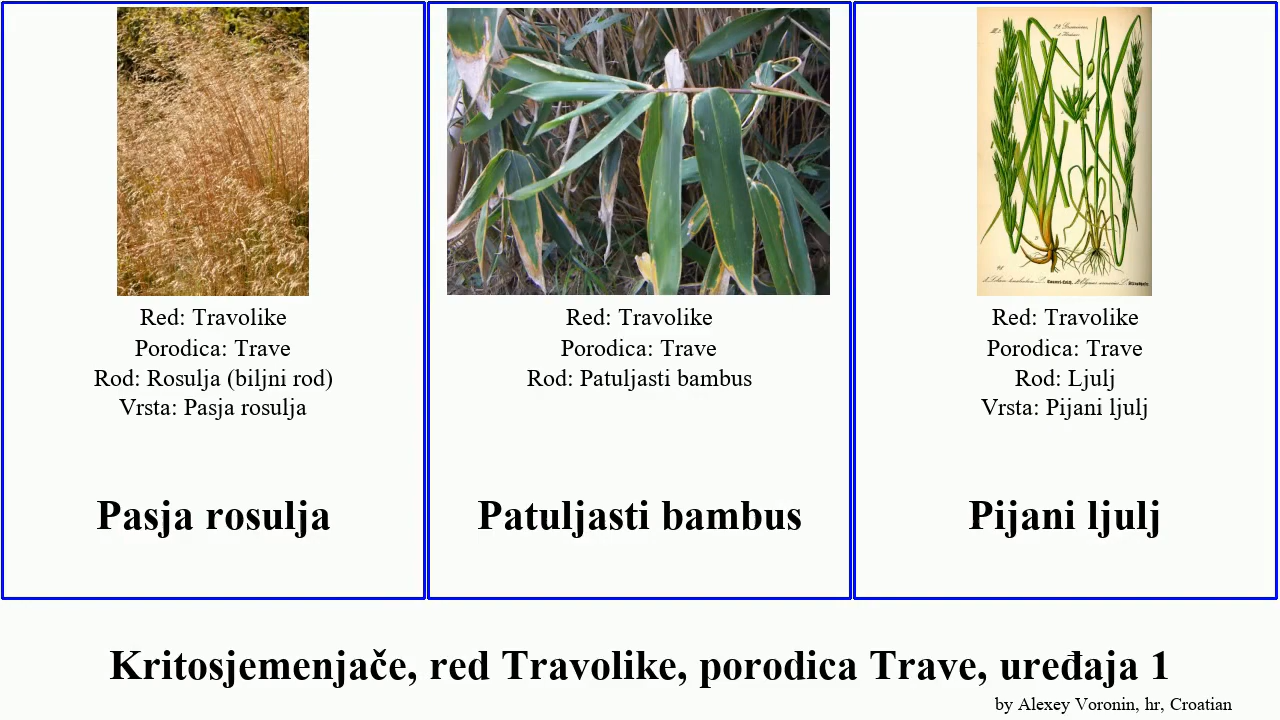 Red: Travolike
Porodica: Trave
Rod: Rosulja (biljni rod)
Vrsta: Pasja rosulja
Pasja rosulja
Red: Travolike
Porodica: Trave
Rod: Patuljasti bambus
Patuljasti bambus
Red: Travolike
Porodica: Trave
Rod: Ljulj
Vrsta: Pijani ljulj
Pijani ljulj
Kritosjemenjače, red Travolike, porodica Trave, uređaja 1
by Alexey Voronin, hr, Croatian